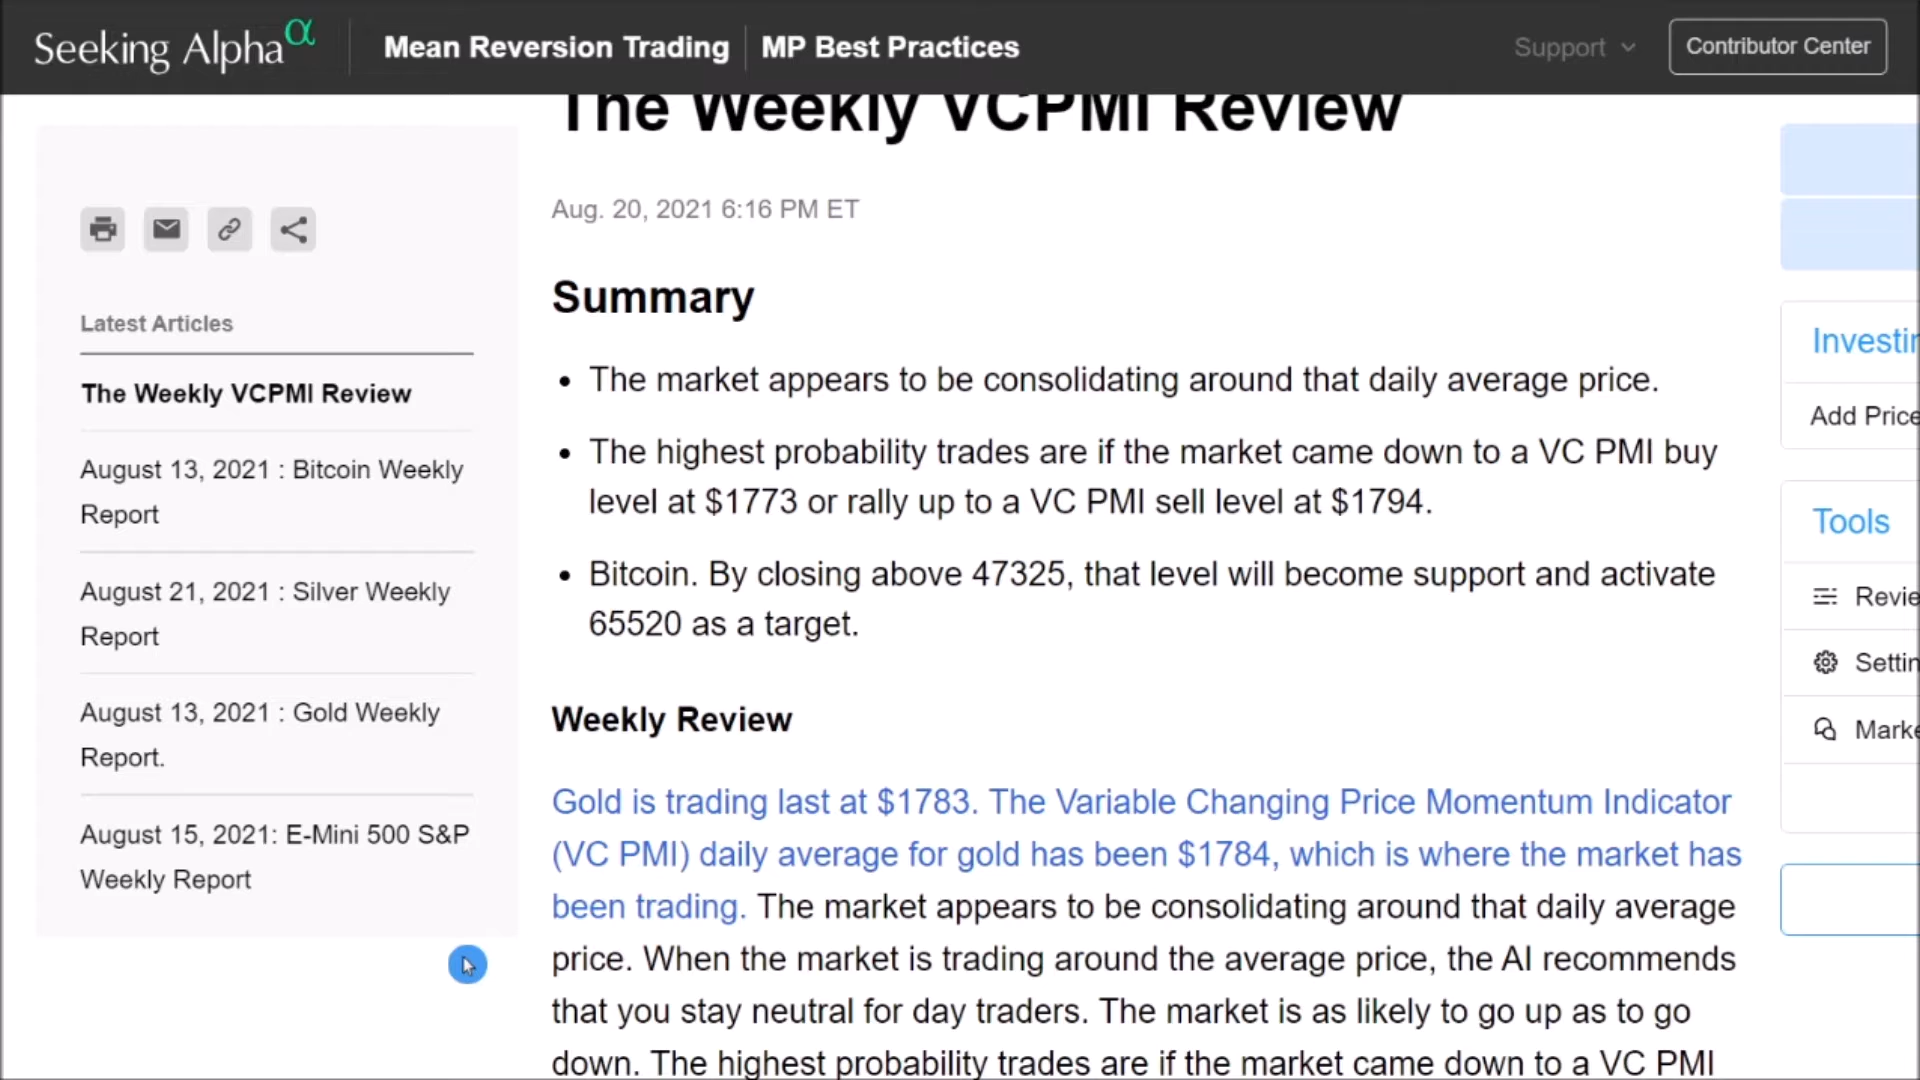 Seeking Alpha α
Mean Reversion Trading
MP Best Practices
Support
Contributor Center
The Weekly VCPMI Review
Aug. 20, 2021 6:16 PM ET
Latest Articles
The Weekly VCPMI Review
August 13, 2021 : Bitcoin Weekly
Report
August 21, 2021 : Silver Weekly
Report
August 13, 2021 : Gold Weekly
Report.
August 15, 2021: E-Mini 500 S&P
Weekly Report
Summary
• The market appears to be consolidating around that daily average price.
• The highest probability trades are if the market came down to a VC PMI buy
level at $1773 or rally up to a VC PMI sell level at $1794.
• Bitcoin. By closing above 47325, that level will become support and activate
65520 as a target.
Weekly Review
Gold is trading last at $1783. The Variable Changing Price Momentum Indicator
(VC PMI) daily average for gold has been $1784, which is where the market has
been trading. The market appears to be consolidating around that daily average
price. When the market is trading around the average price, the AI recommends
that you stay neutral for day traders. The market is as likely to go up as to go
down. The highest probability trades are if the market came down to a VC PMI
Investin
Add Price
Tools
Revie
Settin
Marke